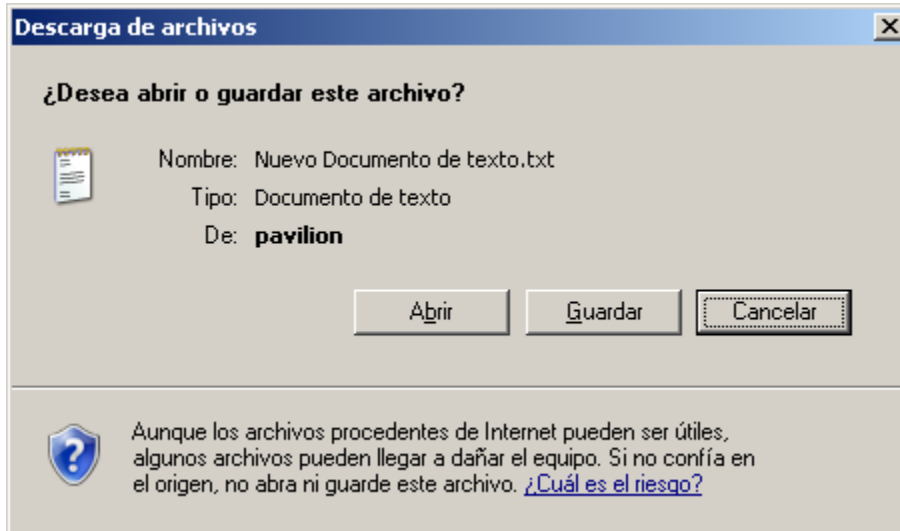 Descarga de archivos
¿Desea abrir o guardar este archivo?
Nombre: Nuevo Documento de texto.txt
Tipo: Documento de texto
De: pavilion
Abrir Guardar Cancelar
Aunque los archivos procedentes de Internet pueden ser útiles,
algunos archivos pueden llegar a dañar el equipo. Si no confía en
el origen, no abra ni guarde este archivo. ¿Cuál es el riesgo?